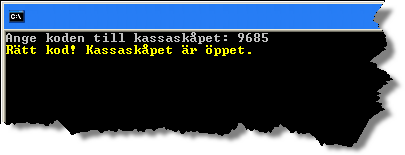 C:\
Ange koden till kassaskåpet: 9685
Rätt kod! Kassaskåpet är öppet.